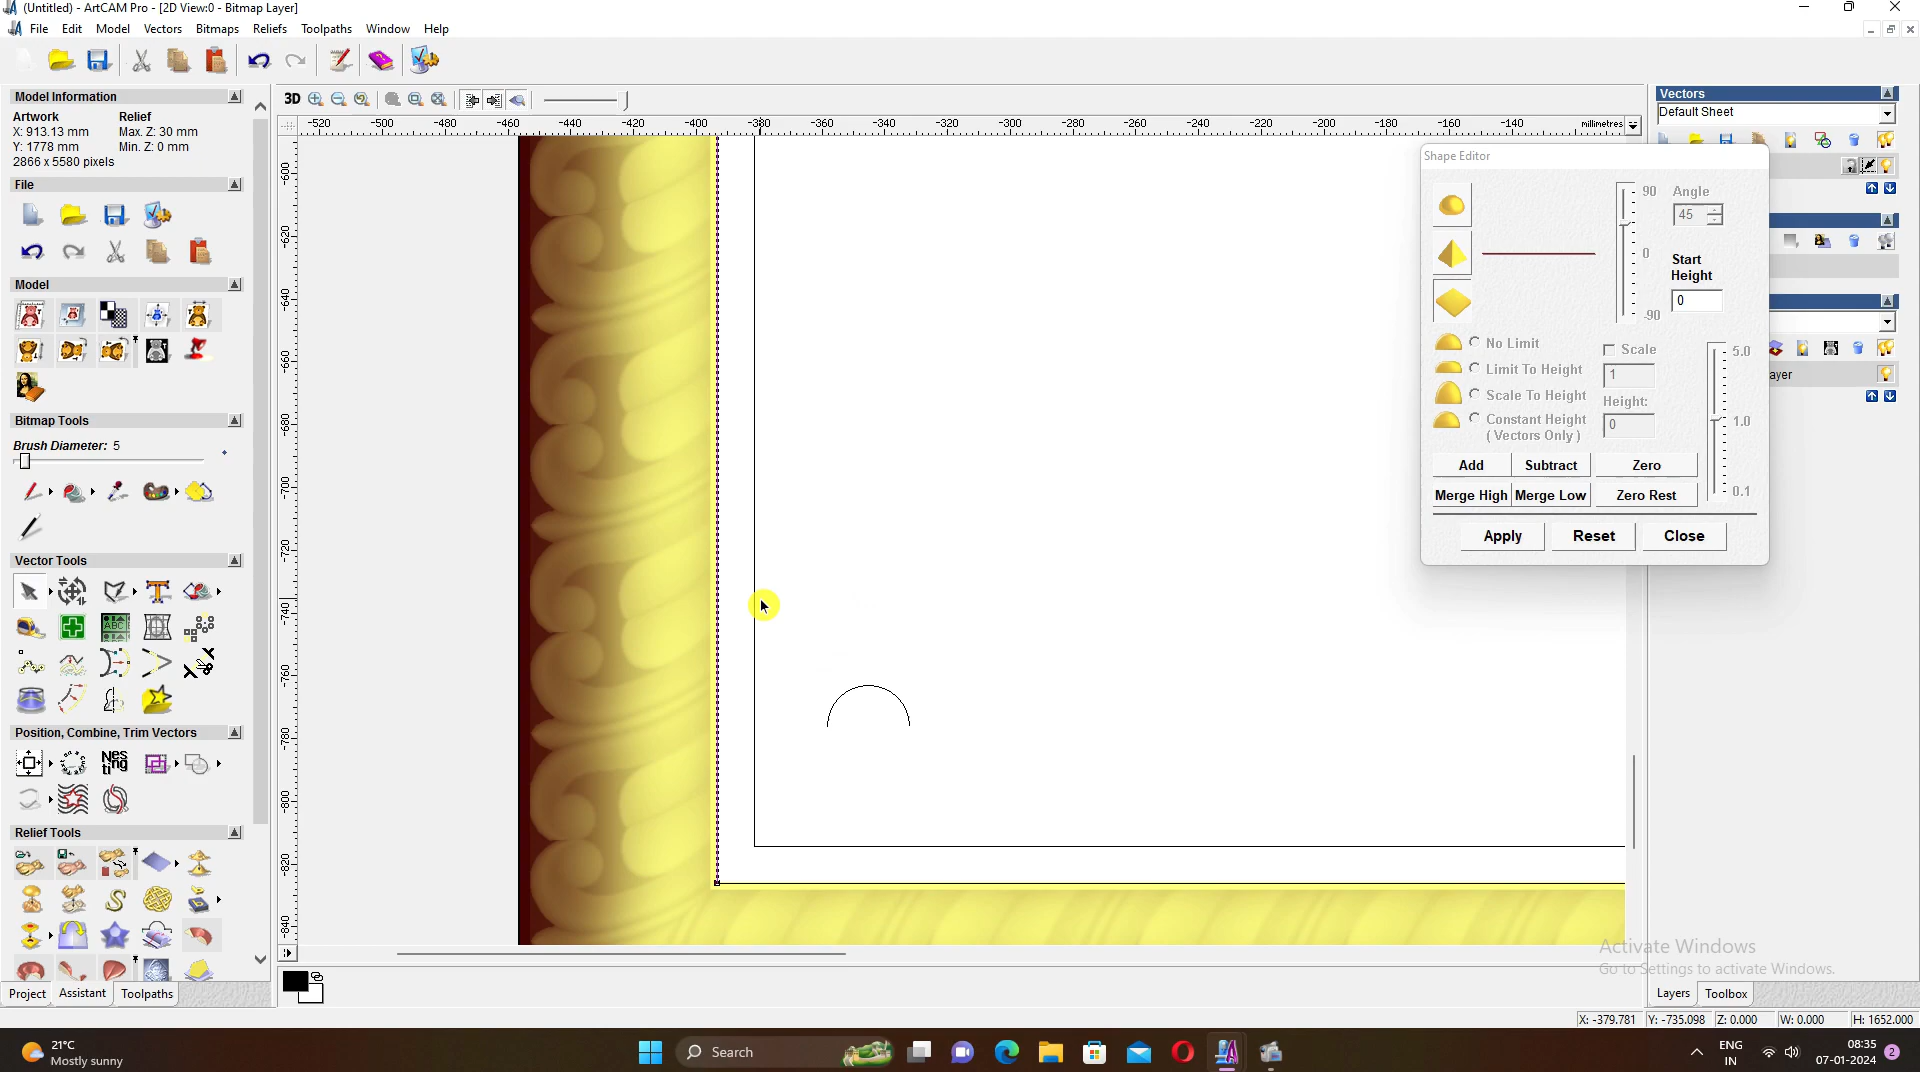 (Untitled) - ArtCAM Pro - [2D View:0 - Bitmap Layer]
File Edit Model Vectors Bitmaps Reliefs Toolpaths Window Help
Model Information
Artwork Relief
X: 913.13 mm Max. Z: 30 mm
Y: 1778 mm Min. Z: 0 mm
2866 x 5580 pixels
File
Model
Bitmap Tools
Brush Diameter: 5
Vector Tools
Position, Combine, Trim Vectors
Relief Tools
Project Assistant Toolpaths
3D
-520 -500 -480 -460 -440 -420 -400 -380 -360 -340 -320 -300 -280 -260 -240 -220 -200 -180 -160 -140 millimetres
-600
-620
-640
-660
-680
-700
-720
-740
-760
-780
-800
-820
-840
Vectors
Default Sheet
Shape Editor
90 Angle
45
0 Start
Height
0
-90
No Limit
Limit To Height
Scale To Height
Constant Height
( Vectors Only )
Scale
1
Height:
0
5.0
1.0
0.1
Add Subtract Zero
Merge High Merge Low Zero Rest
Apply Reset Close
ayer
Activate Windows
Go to Settings to activate Windows.
Layers Toolbox
X: -379.781 Y: -735.098 Z: 0.000 W: 0.000 H: 1652.000
21°C
Mostly sunny
Search
ENG
IN
08:35
07-01-2024
2